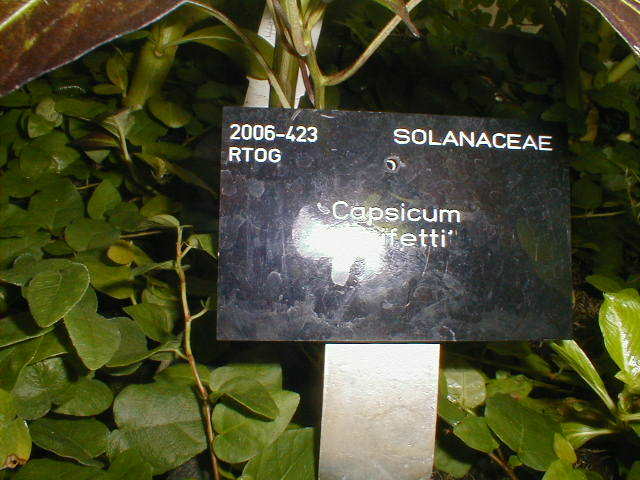 2006-423
RTOG
SOLANACEAE
Capsicum